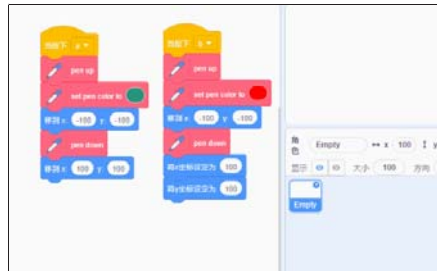 当按下 a
pen up
set pen color to
移到 x: -100 y: -100
pen down
移到 x: 100 y: 100
当按下 b
pen up
set pen color to
移到 x: -100 y: -100
pen down
将x坐标设定为 100
将y坐标设定为 100
角色 Empty x 100 y
显示 大小 100 方向
Empty